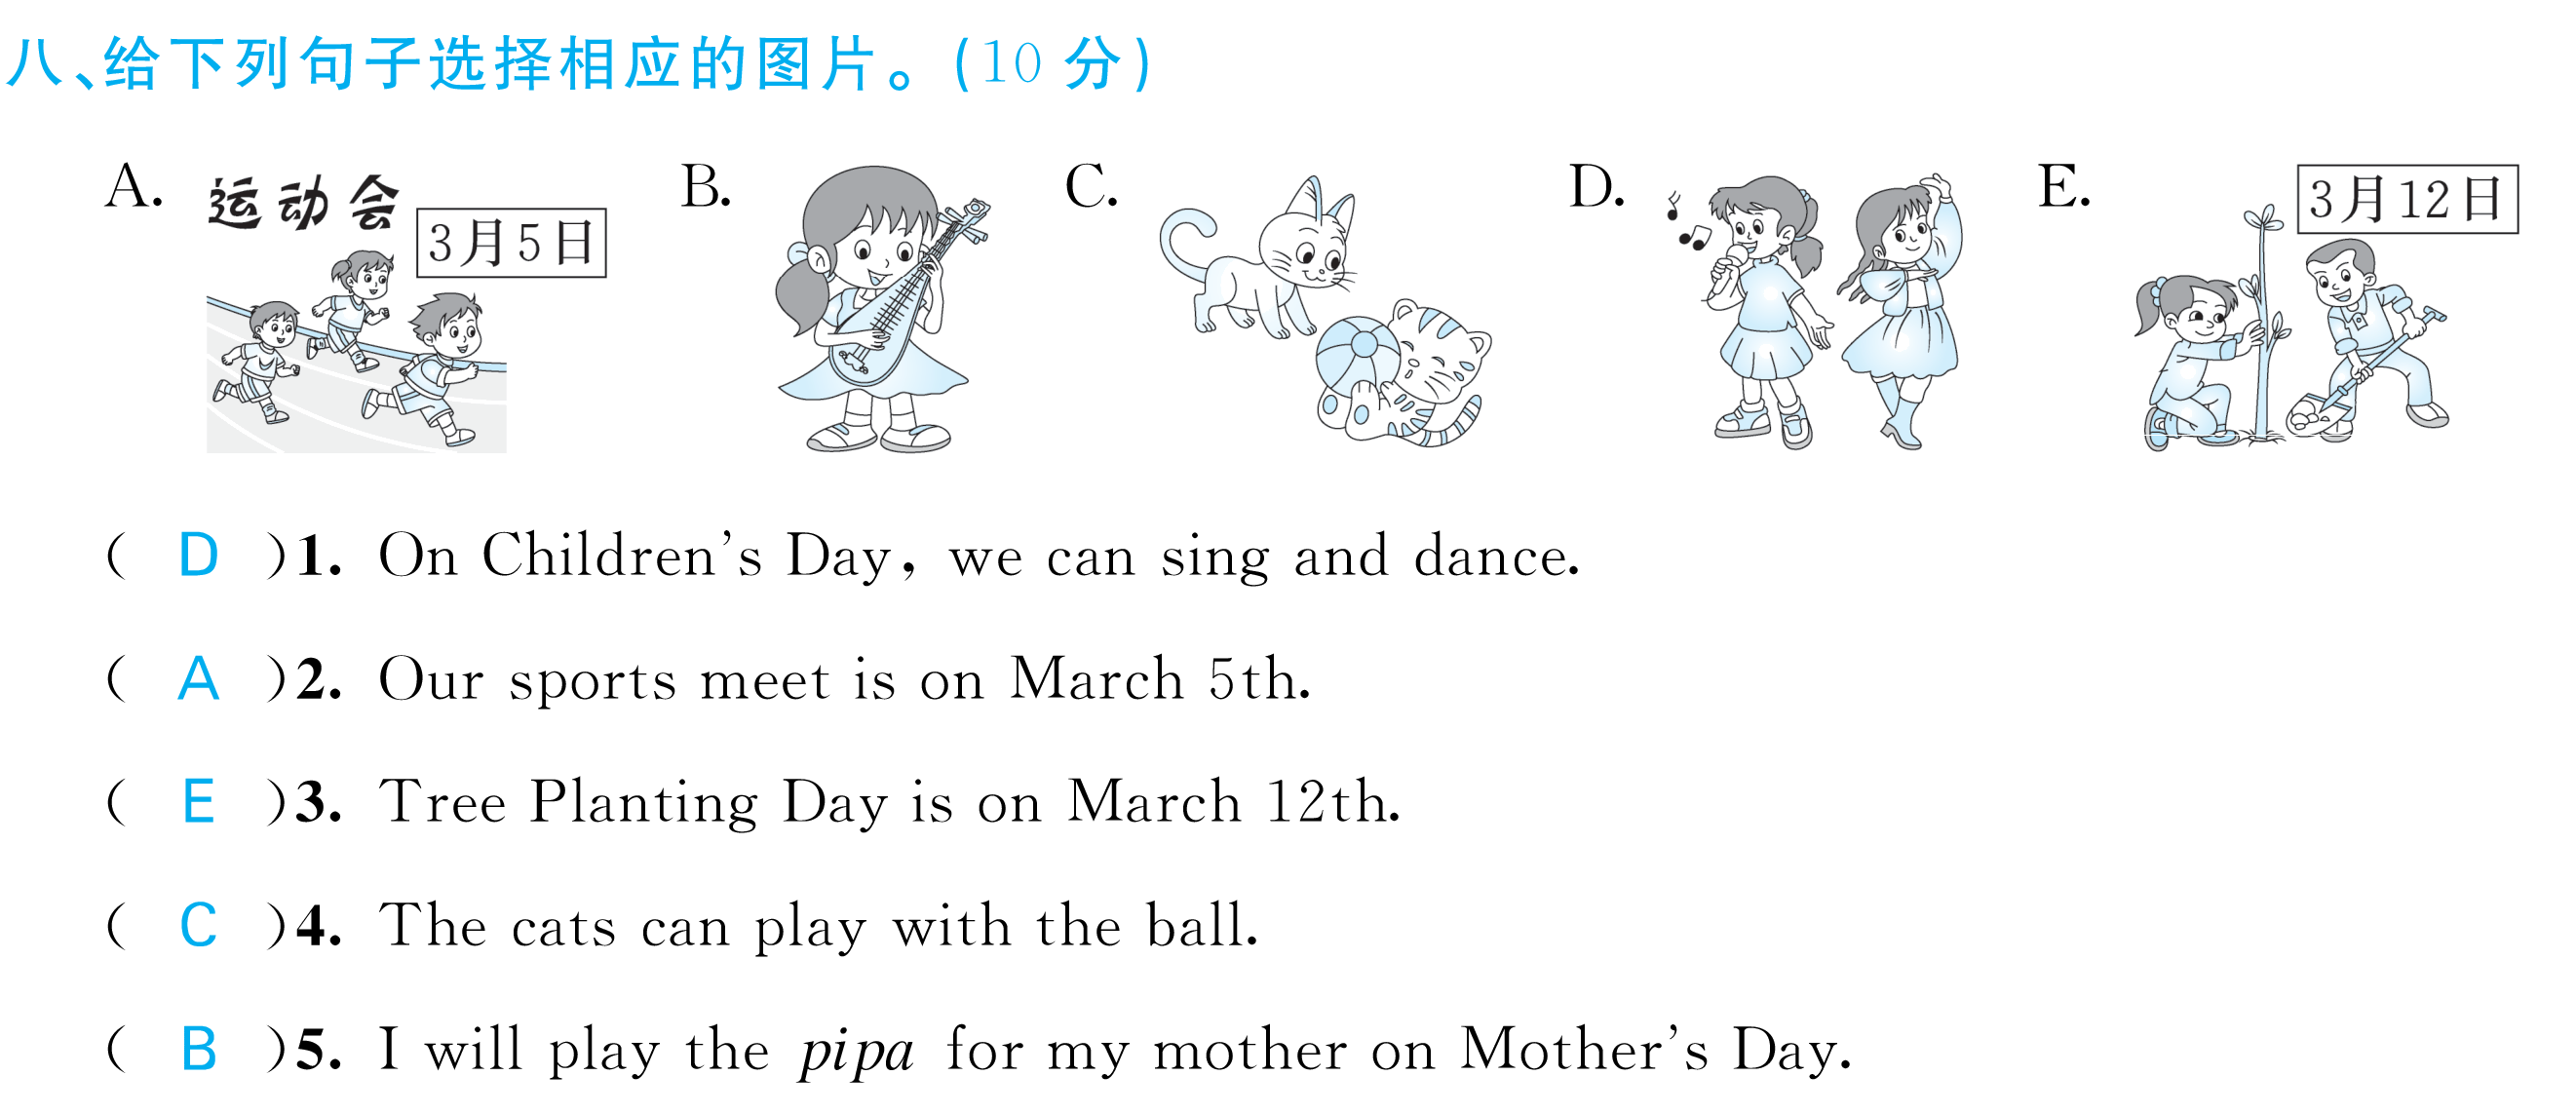 八、给下列句子选择相应的图片。(10 分)
A. 运动会 3月5日 B. C. D. E. 3月12日
( D )1. On Children's Day, we can sing and dance.
( A )2. Our sports meet is on March 5th.
( E )3. Tree Planting Day is on March 12th.
( C )4. The cats can play with the ball.
( B )5. I will play the pipa for my mother on Mother's Day.